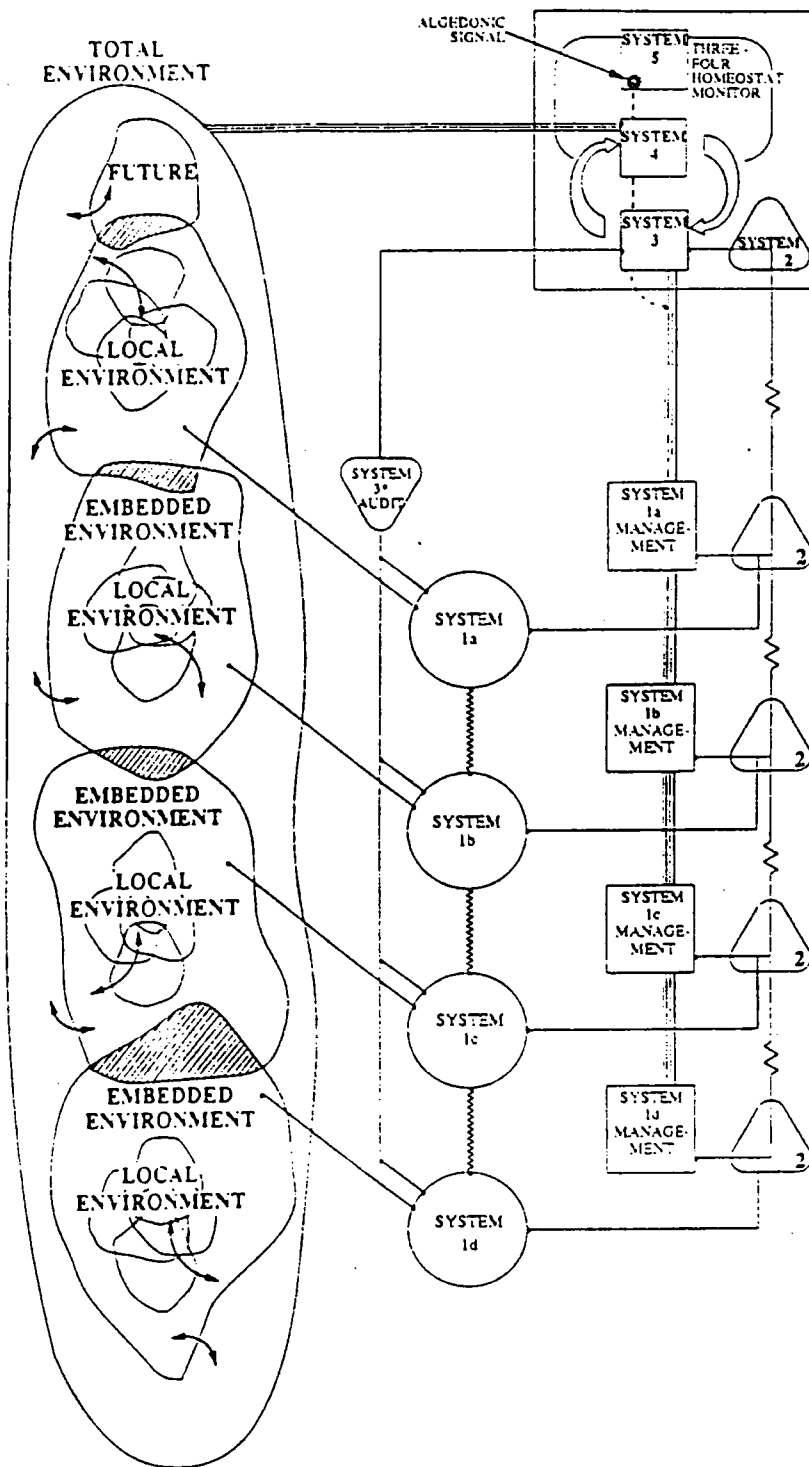 TOTAL
ENVIRONMENT
ALGEDONIC
SIGNAL
SYSTEM
5
THREE-
FOUR
HOMEOSTAT
MONITOR
SYSTEM
4
SYSTEM
3
SYSTEM
2
FUTURE
LOCAL
ENVIRONMENT
SYSTEM
3*
AUDIT
EMBEDDED
ENVIRONMENT
LOCAL
ENVIRONMENT
SYSTEM
1a
SYSTEM
1a
MANAGE-
MENT
2
EMBEDDED
ENVIRONMENT
LOCAL
ENVIRONMENT
SYSTEM
1b
SYSTEM
1b
MANAGE-
MENT
2
EMBEDDED
ENVIRONMENT
LOCAL
ENVIRONMENT
SYSTEM
1c
SYSTEM
1c
MANAGE-
MENT
2
SYSTEM
1d
SYSTEM
1d
MANAGE-
MENT
2